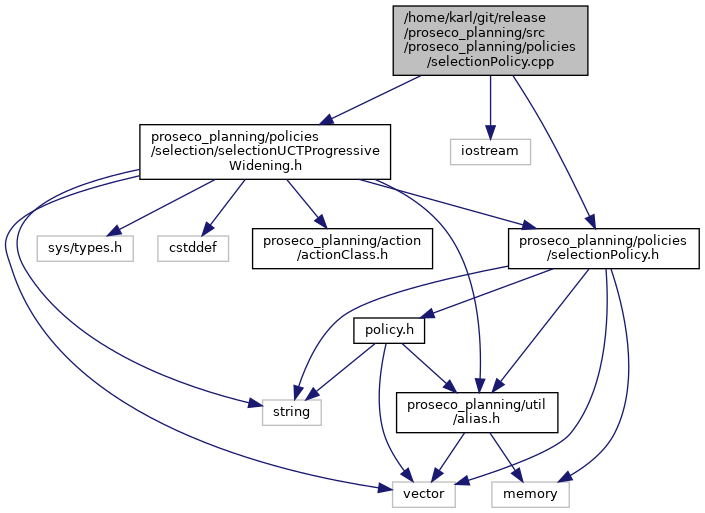 /home/karl/git/release
/proseco_planning/src
/proseco_planning/policies
/selectionPolicy.cpp
proseco_planning/policies
/selection/selectionUCTProgressive
Widening.h
iostream
sys/types.h
cstddef
proseco_planning/action
/actionClass.h
proseco_planning/policies
/selectionPolicy.h
policy.h
string
proseco_planning/util
/alias.h
vector
memory